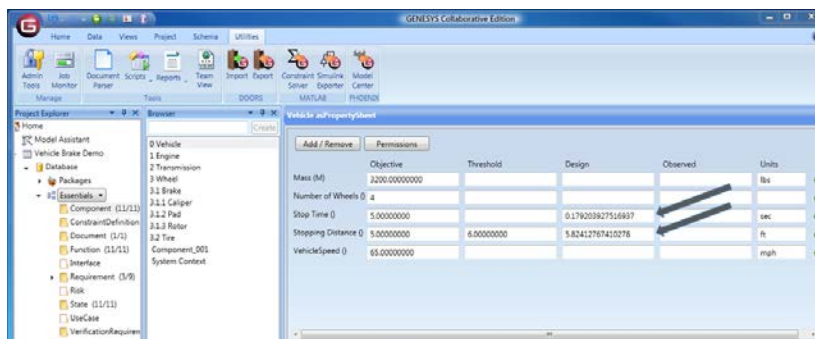 GENESYS Collaborative Edition
Home Data Views Project Schema Utilities
Admin Tools
Job Monitor
Document Parser
Scripts
Reports
Team View
Import Export
Constraint Solver
Simulink Exporter
Model Center
Manage Tools DOORS MATLAB PHOENIX
Project Explorer
Home
Model Assistant
Vehicle Brake Demo
Database
Packages
Essentials
Component (11/11)
ConstraintDefinition
Document (1/1)
Function (11/11)
Interface
Requirement (3/9)
Risk
State (11/11)
UseCase
VerificationRequirem
Browser
Create
0 Vehicle
1 Engine
2 Transmission
3 Wheel
3.1 Brake
3.1.1 Caliper
3.1.2 Pad
3.1.3 Rotor
3.2 Tire
Component_001
System Context
Vehicle asPropertySheet
Add / Remove Permissions
Objective Threshold Design Observed Units
Mass (M) 3200.00000000 lbs
Number of Wheels () 4
Stop Time () 5.00000000 0.179203927516937 sec
Stopping Distance () 5.00000000 6.00000000 5.82412767410276 ft
VehicleSpeed () 65.00000000 mph